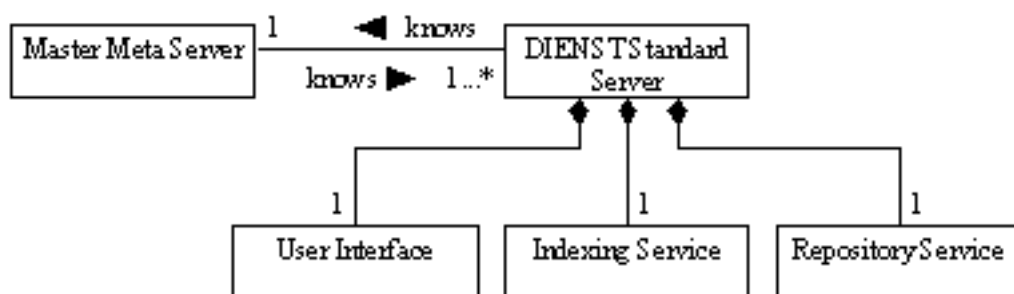 1
knows
Master Meta Server
DIENST Standard
Server
knows
1...*
1
1
1
User Interface
Indexing Service
Repository Service